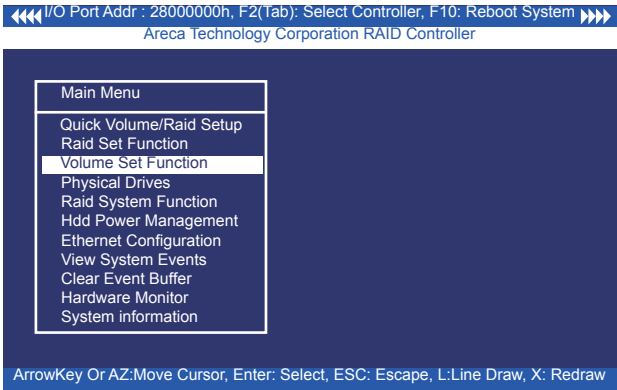 I/O Port Addr : 28000000h, F2(Tab): Select Controller, F10: Reboot System
Areca Technology Corporation RAID Controller
Main Menu
Quick Volume/Raid Setup
Raid Set Function
Volume Set Function
Physical Drives
Raid System Function
Hdd Power Management
Ethernet Configuration
View System Events
Clear Event Buffer
Hardware Monitor
System information
ArrowKey Or AZ:Move Cursor, Enter: Select, ESC: Escape, L:Line Draw, X: Redraw